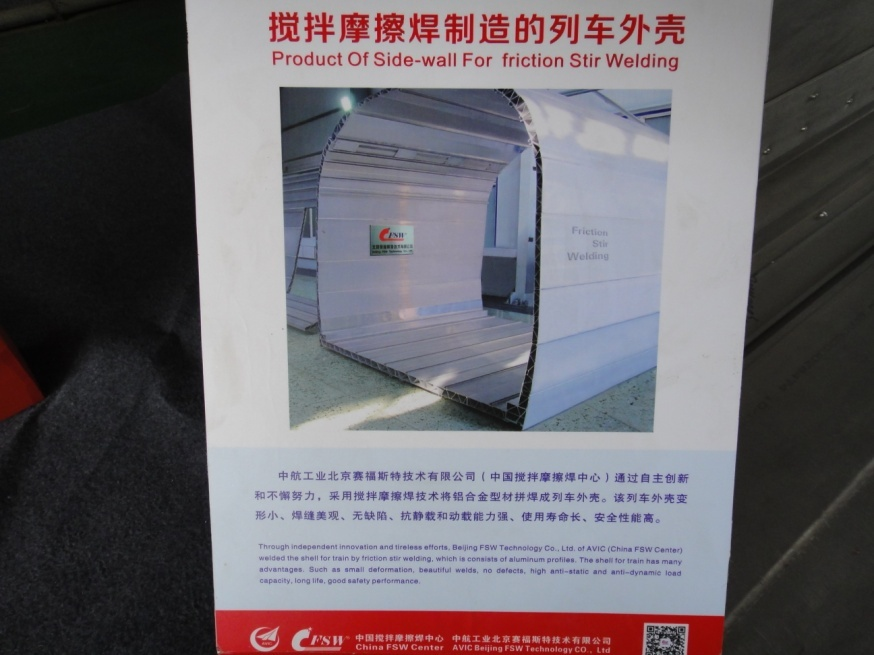 搅拌摩擦焊制造的列车外壳
Product Of Side-wall For friction Stir Welding
CFSW
Friction
Stir
Welding
中航工业北京赛福斯特技术有限公司（中国搅拌摩擦焊中心）通过自主创新
和不懈努力，采用搅拌摩擦焊技术将铝合金型材拼焊成列车外壳。该列车外壳变
形小、焊缝美观、无缺陷、抗静载和动载能力强、使用寿命长、安全性能高。
Through independent innovation and tireless efforts, Beijing FSW Technology Co., Ltd. of AVIC (China FSW Center)
welded the shell for train by friction stir welding, which is consists of aluminum profiles. The shell for train has many
advantages. Such as small deformation, beautiful welds, no defects, high anti-static and anti-dynamic load
capacity, long life, good safety performance.
CFSW 中国搅拌摩擦焊中心 中航工业北京赛福斯特技术有限公司
China FSW Center AVIC Beijing FSW Technology CO., Ltd